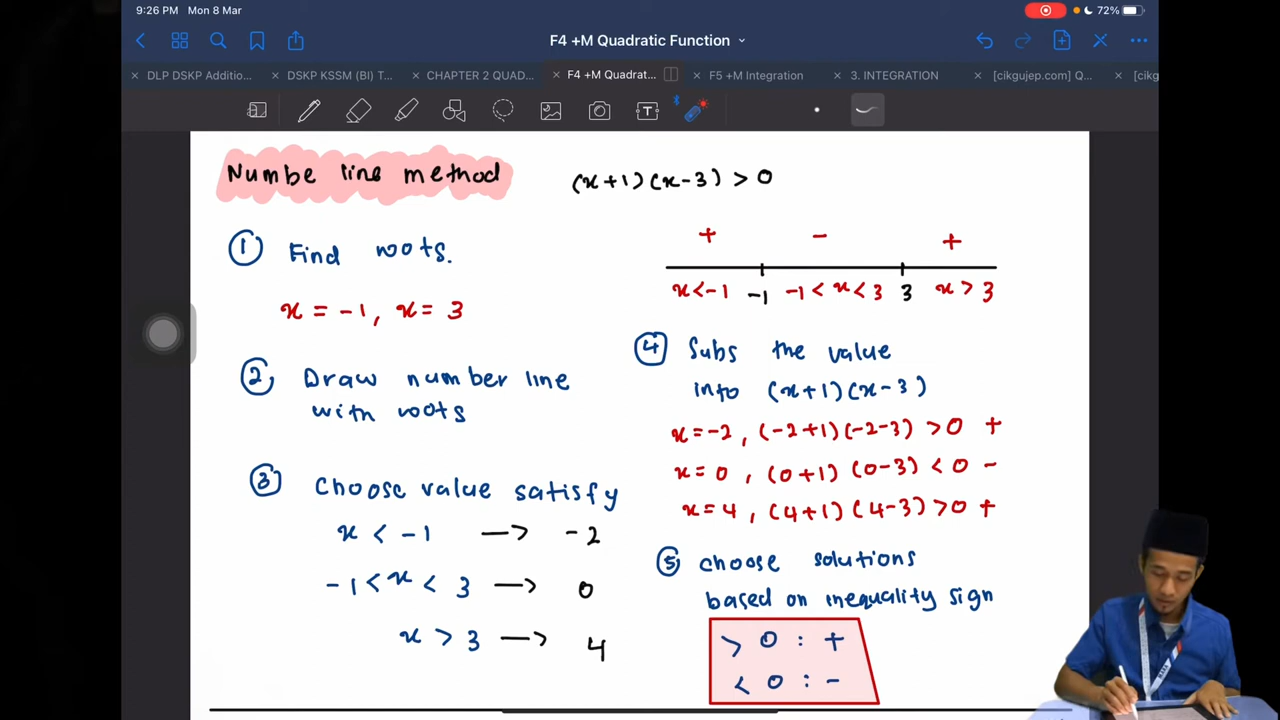 9:26 PM Mon 8 Mar
72%
F4 +M Quadratic Function
DLP DSKP Additio...
DSKP KSSM (BI) T...
CHAPTER 2 QUAD...
F4 +M Quadrat...
F5 +M Integration
3. INTEGRATION
[cikgujep.com] Q...
[cik
Numbe line method
(x+1)(x-3) > 0
① Find roots.
x = -1, x = 3
② Draw number line
with roots
③ Choose value satisfy
x < -1 —> -2
-1 < x < 3 —> 0
x > 3 —> 4
+ - +
x<-1 -1 -1< x < 3 3 x > 3
④ Subs the value
into (x+1)(x-3)
x=-2, (-2+1)(-2-3) >0 +
x=0, (0+1)(0-3) <0 -
x=4, (4+1)(4-3)>0 +
⑤ choose solutions
based on inequality sign
> 0 : +
< 0 : -